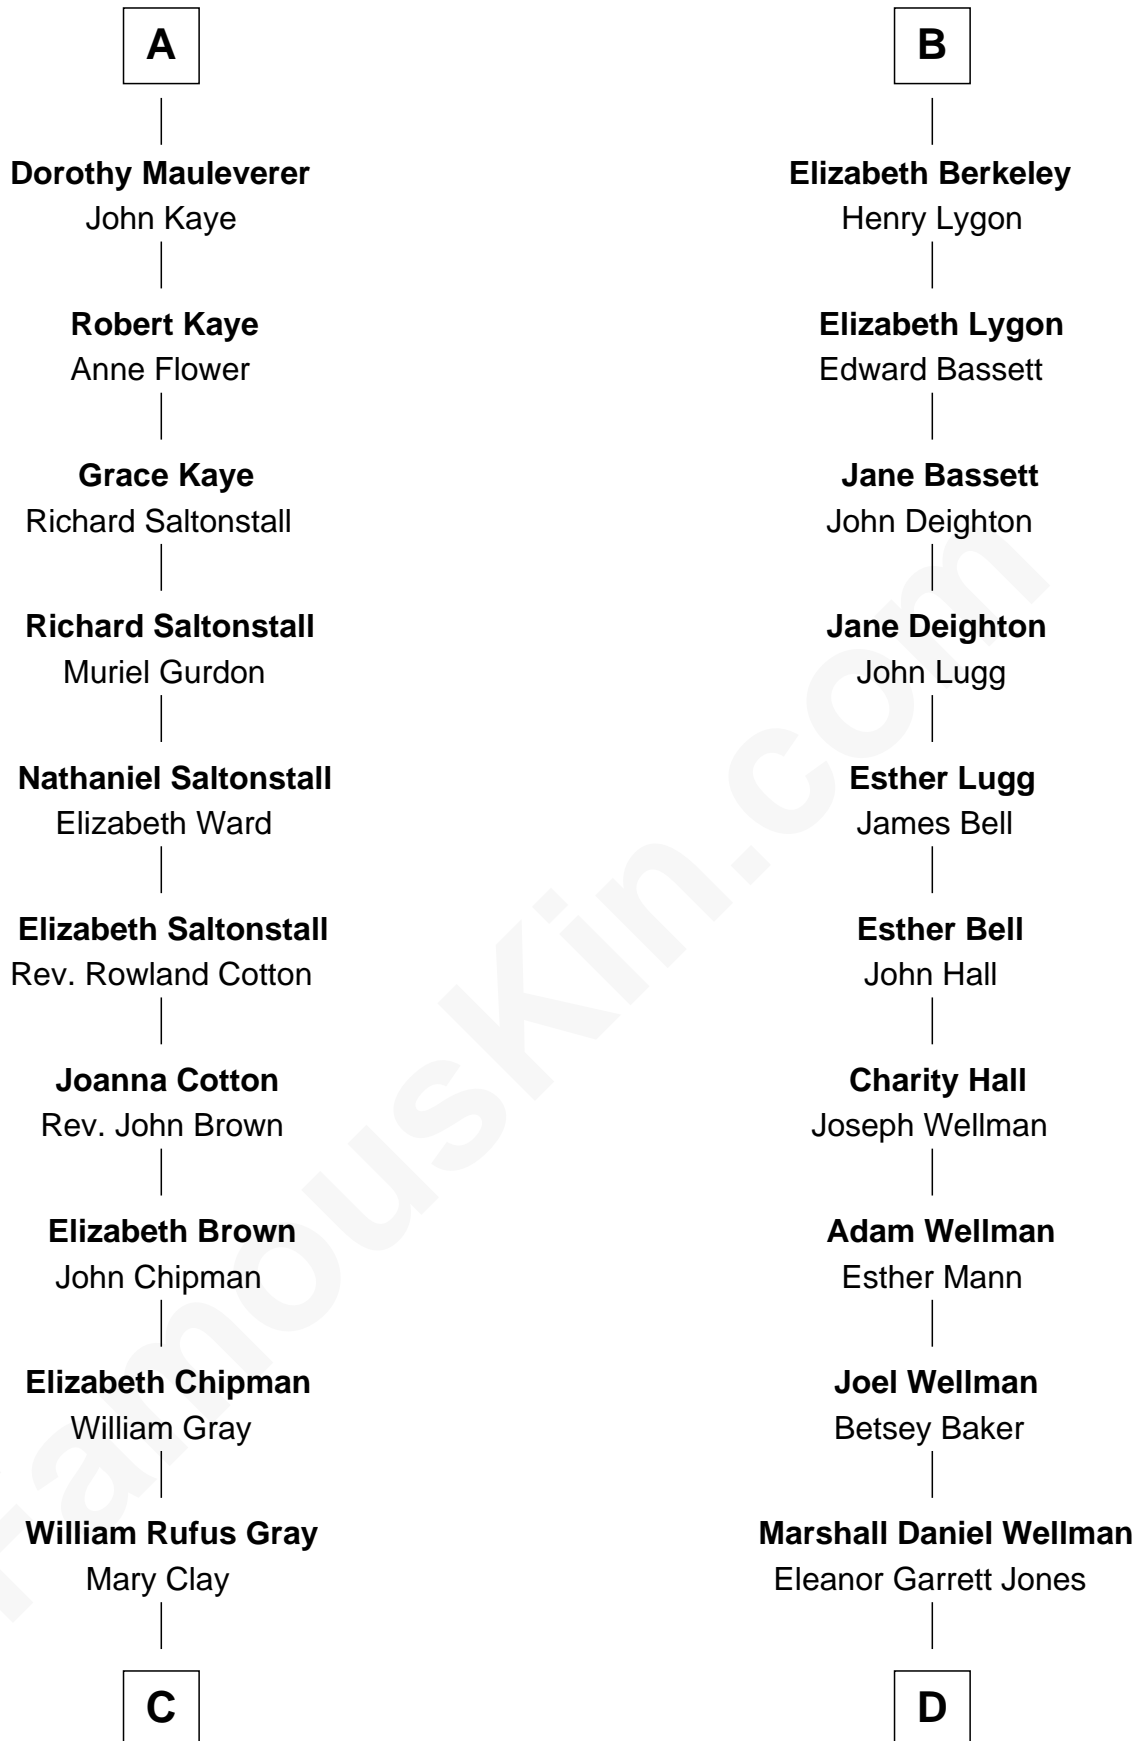 A
Dorothy Mauleverer
John Kaye
Robert Kaye
Anne Flower
Grace Kaye
Richard Saltonstall
Richard Saltonstall
Muriel Gurdon
Nathaniel Saltonstall
Elizabeth Ward
Elizabeth Saltonstall
Rev. Rowland Cotton
Joanna Cotton
Rev. John Brown
Elizabeth Brown
John Chipman
Elizabeth Chipman
William Gray
William Rufus Gray
Mary Clay
C
B
Elizabeth Berkeley
Henry Lygon
Elizabeth Lygon
Edward Bassett
Jane Bassett
John Deighton
Jane Deighton
John Lugg
Esther Lugg
James Bell
Esther Bell
John Hall
Charity Hall
Joseph Wellman
Adam Wellman
Esther Mann
Joel Wellman
Betsey Baker
Marshall Daniel Wellman
Eleanor Garrett Jones
D
FamousKin.com